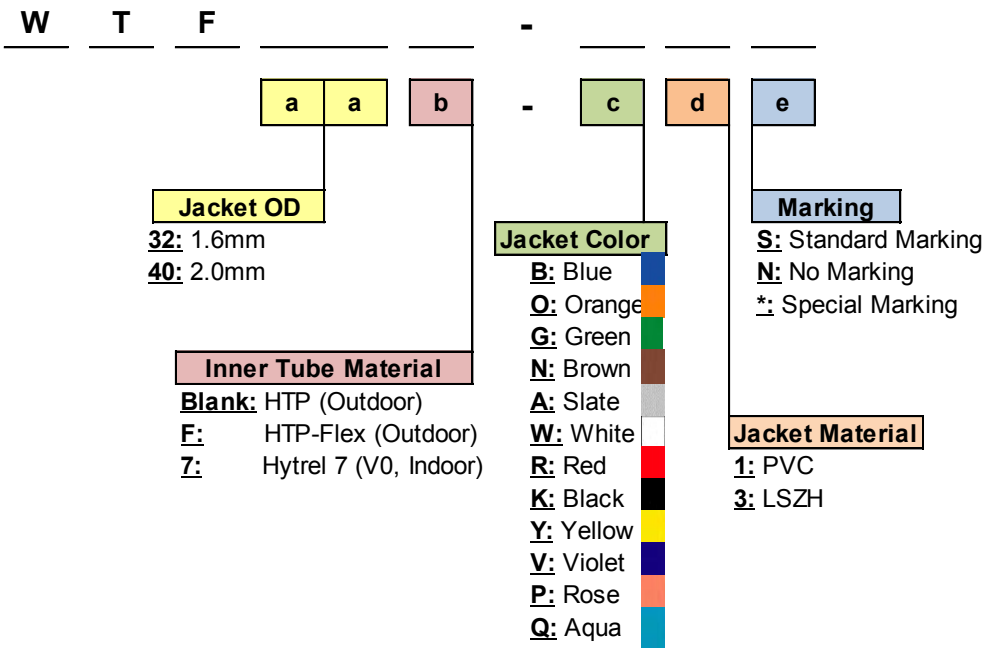 W T F -
a a b - c d e
Jacket OD
32: 1.6mm
40: 2.0mm
Inner Tube Material
Blank: HTP (Outdoor)
F: HTP-Flex (Outdoor)
7: Hytrel 7 (V0, Indoor)
Jacket Color
B: Blue
O: Orange
G: Green
N: Brown
A: Slate
W: White
R: Red
K: Black
Y: Yellow
V: Violet
P: Rose
Q: Aqua
Jacket Material
1: PVC
3: LSZH
Marking
S: Standard Marking
N: No Marking
*: Special Marking